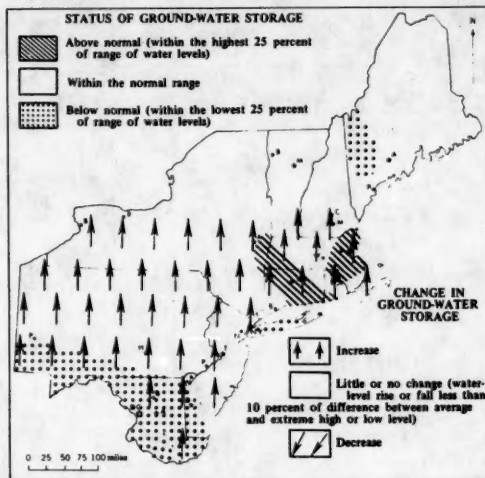 STATUS OF GROUND-WATER STORAGE
Above normal (within the highest 25 percent
of range of water levels)
Within the normal range
Below normal (within the lowest 25 percent
of range of water levels)
N
CHANGE IN
GROUND-WATER
STORAGE
Increase
Little or no change (water-
level rise or fall less than
10 percent of difference between average
and extreme high or low level)
Decrease
0 25 50 75 100 miles